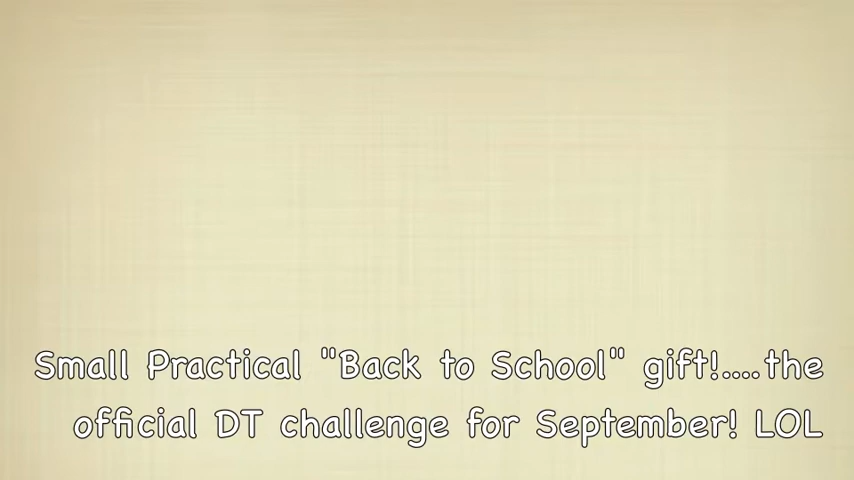 Small Practical "Back to School" gift!....the
official DT challenge for September! LOL